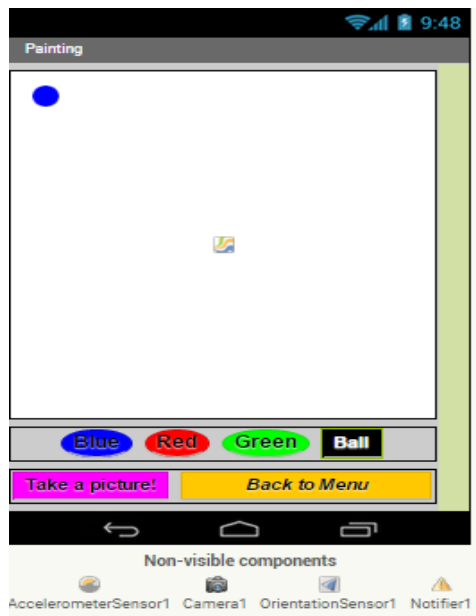 9:48
Painting
Blue Red Green Ball
Take a picture! Back to Menu
Non-visible components
AccelerometerSensor1 Camera1 OrientationSensor1 Notifier1